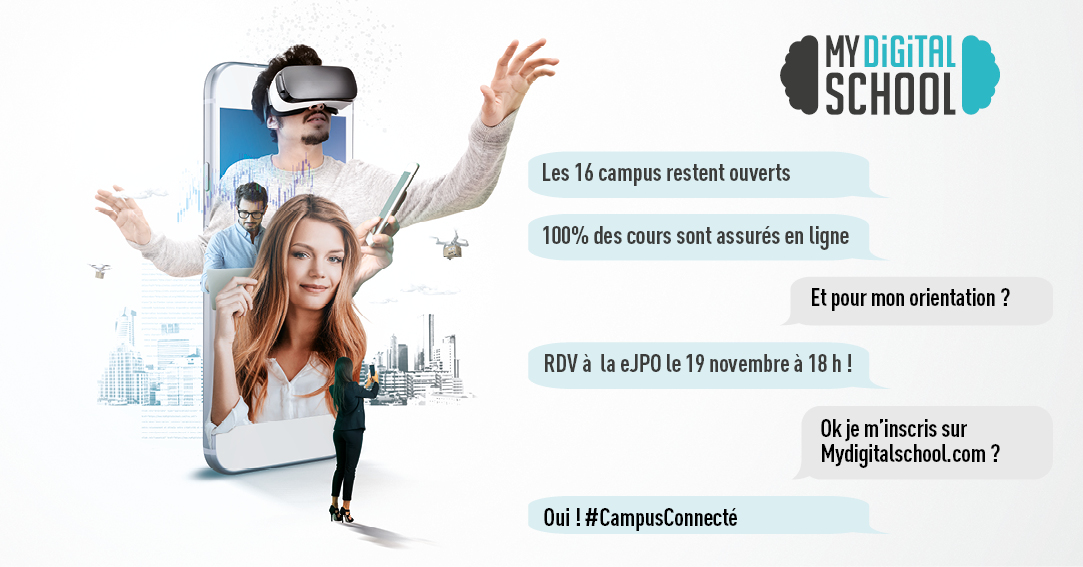 MY DiGiTAL
SCHOOL
Les 16 campus restent ouverts
100% des cours sont assurés en ligne
Et pour mon orientation ?
RDV à la eJPO le 19 novembre à 18 h !
Ok je m'inscris sur
Mydigitalschool.com ?
Oui ! #CampusConnecté